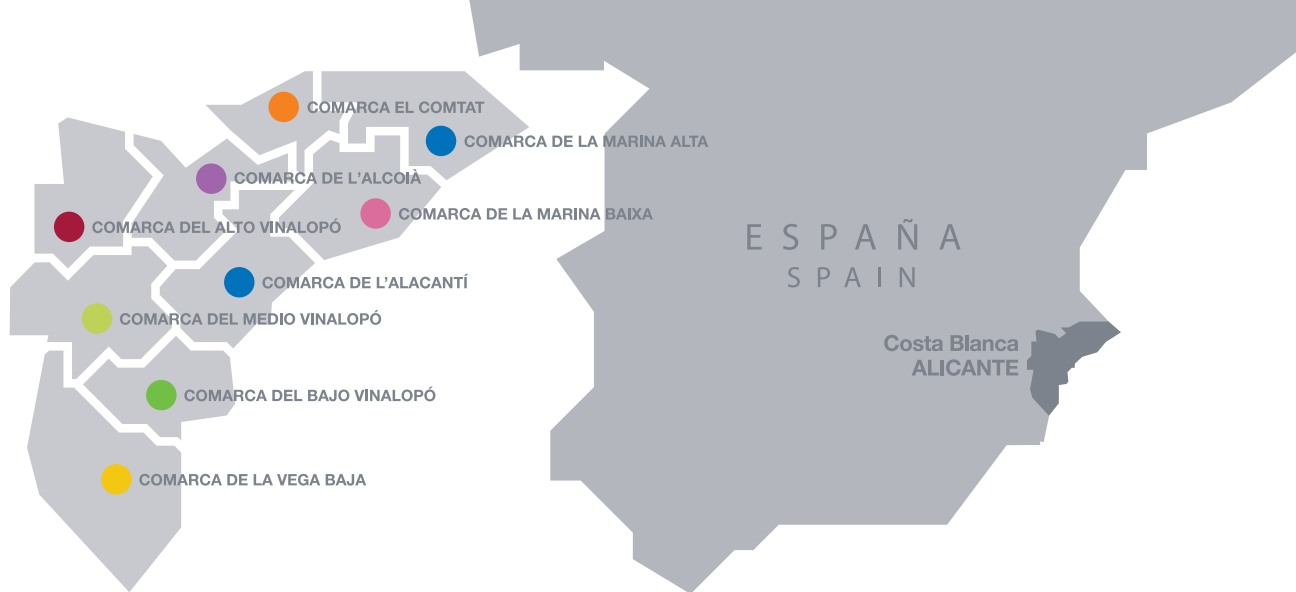 COMARCA EL COMTAT
COMARCA DE LA MARINA ALTA
COMARCA DE L'ALCOIÀ
COMARCA DE LA MARINA BAIXA
COMARCA DEL ALTO VINALOPÓ
COMARCA DE L'ALACANTÍ
COMARCA DEL MEDIO VINALOPÓ
COMARCA DEL BAJO VINALOPÓ
COMARCA DE LA VEGA BAJA
ESPAÑA
SPAIN
Costa Blanca
ALICANTE